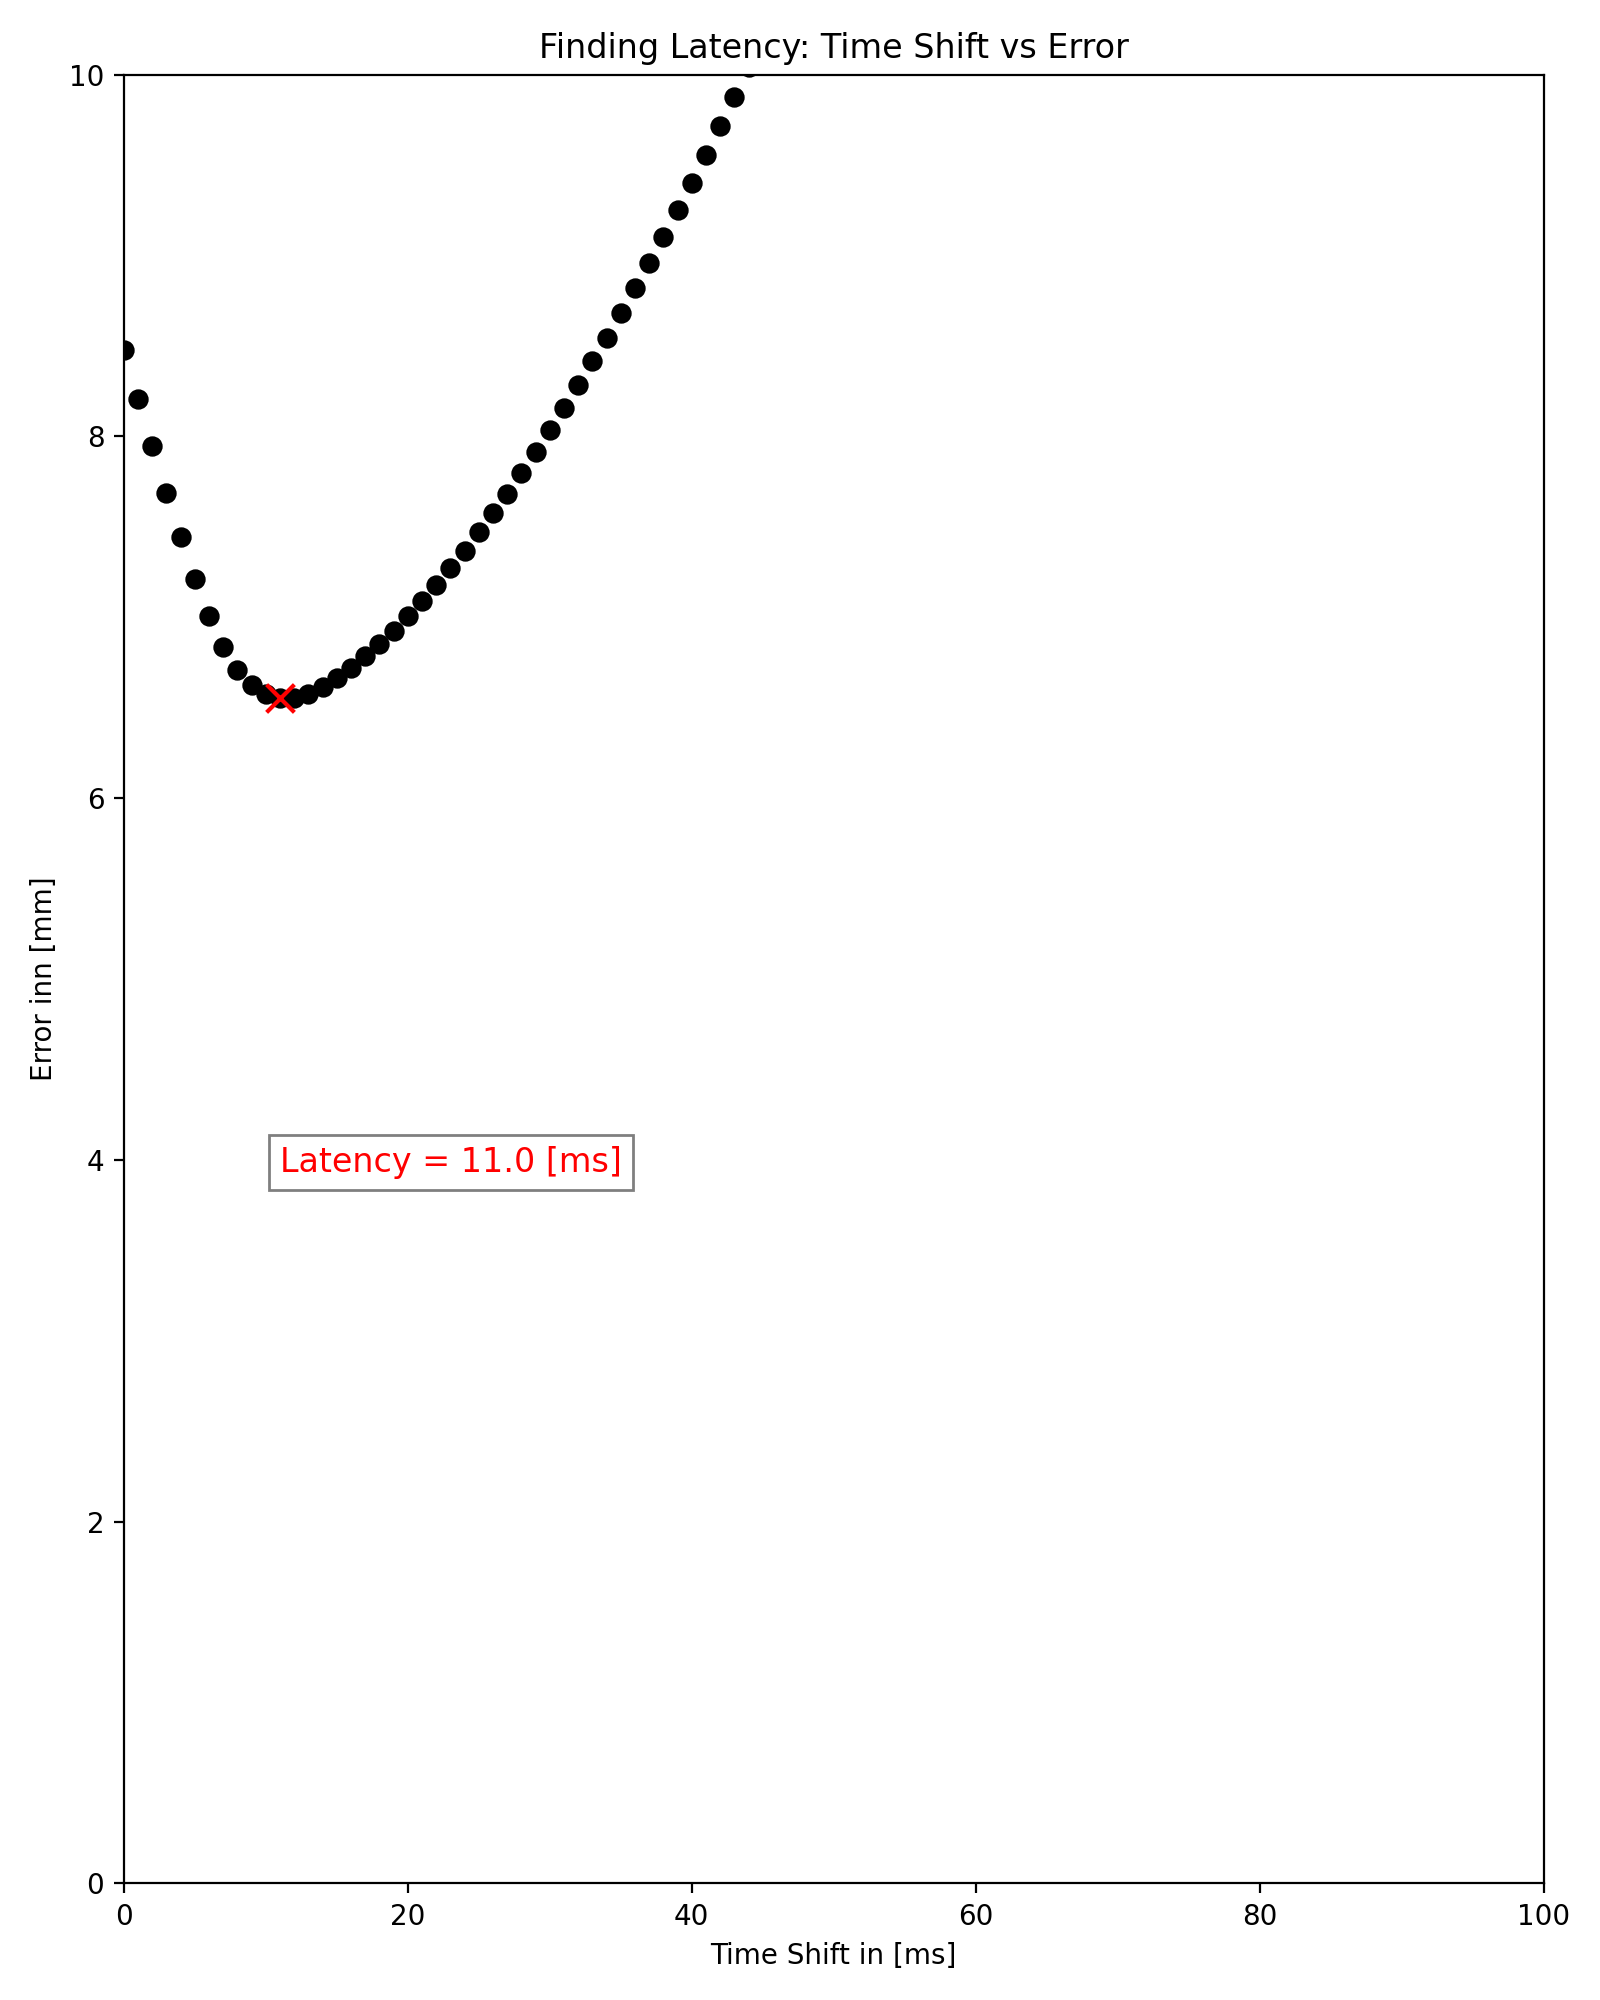 Finding Latency: Time Shift vs Error
10
8
6
4
2
0
Error inn [mm]
Latency = 11.0 [ms]
0 20 40 60 80 100
Time Shift in [ms]